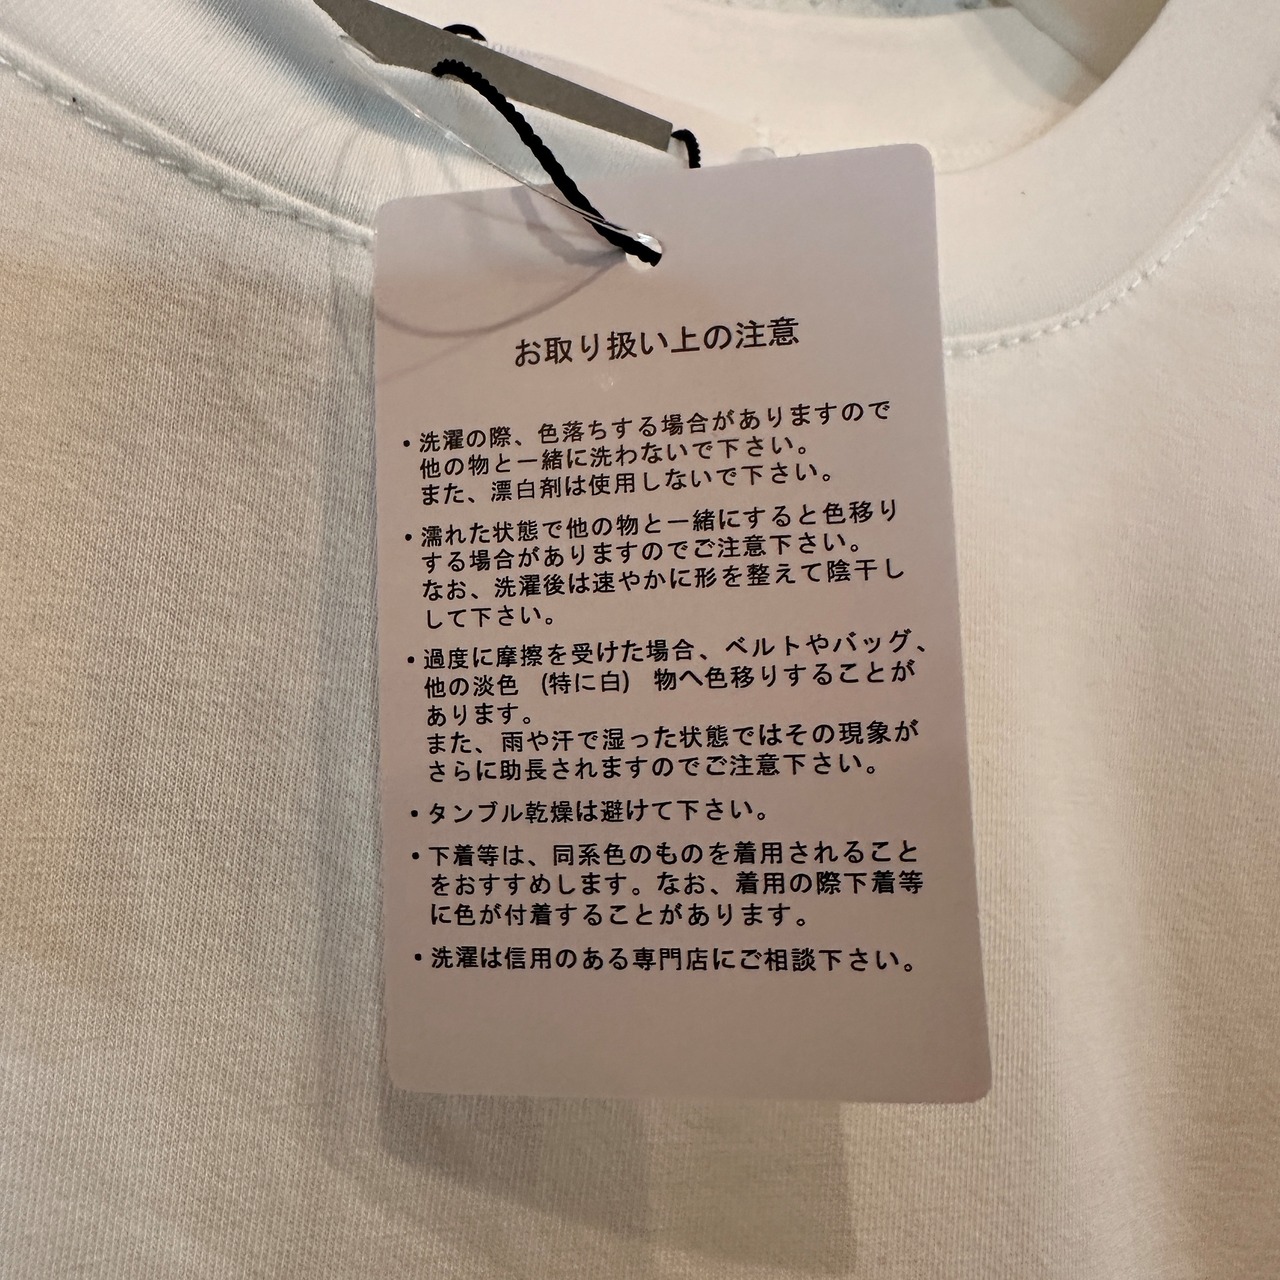 お取り扱い上の注意
・洗濯の際、色落ちする場合がありますので
他の物と一緒に洗わないで下さい。
また、漂白剤は使用しないで下さい。
・濡れた状態で他の物と一緒にすると色移り
する場合がありますのでご注意下さい。
なお、洗濯後は速やかに形を整えて陰干し
して下さい。
・過度に摩擦を受けた場合、ベルトやバッグ、
他の淡色 (特に白) 物へ色移りすることが
あります。
また、雨や汗で湿った状態ではその現象が
さらに助長されますのでご注意下さい。
・タンブル乾燥は避けて下さい。
・下着等は、同系色のものを着用されること
をおすすめします。なお、着用の際下着等
に色が付着することがあります。
・洗濯は信用のある専門店にご相談下さい。